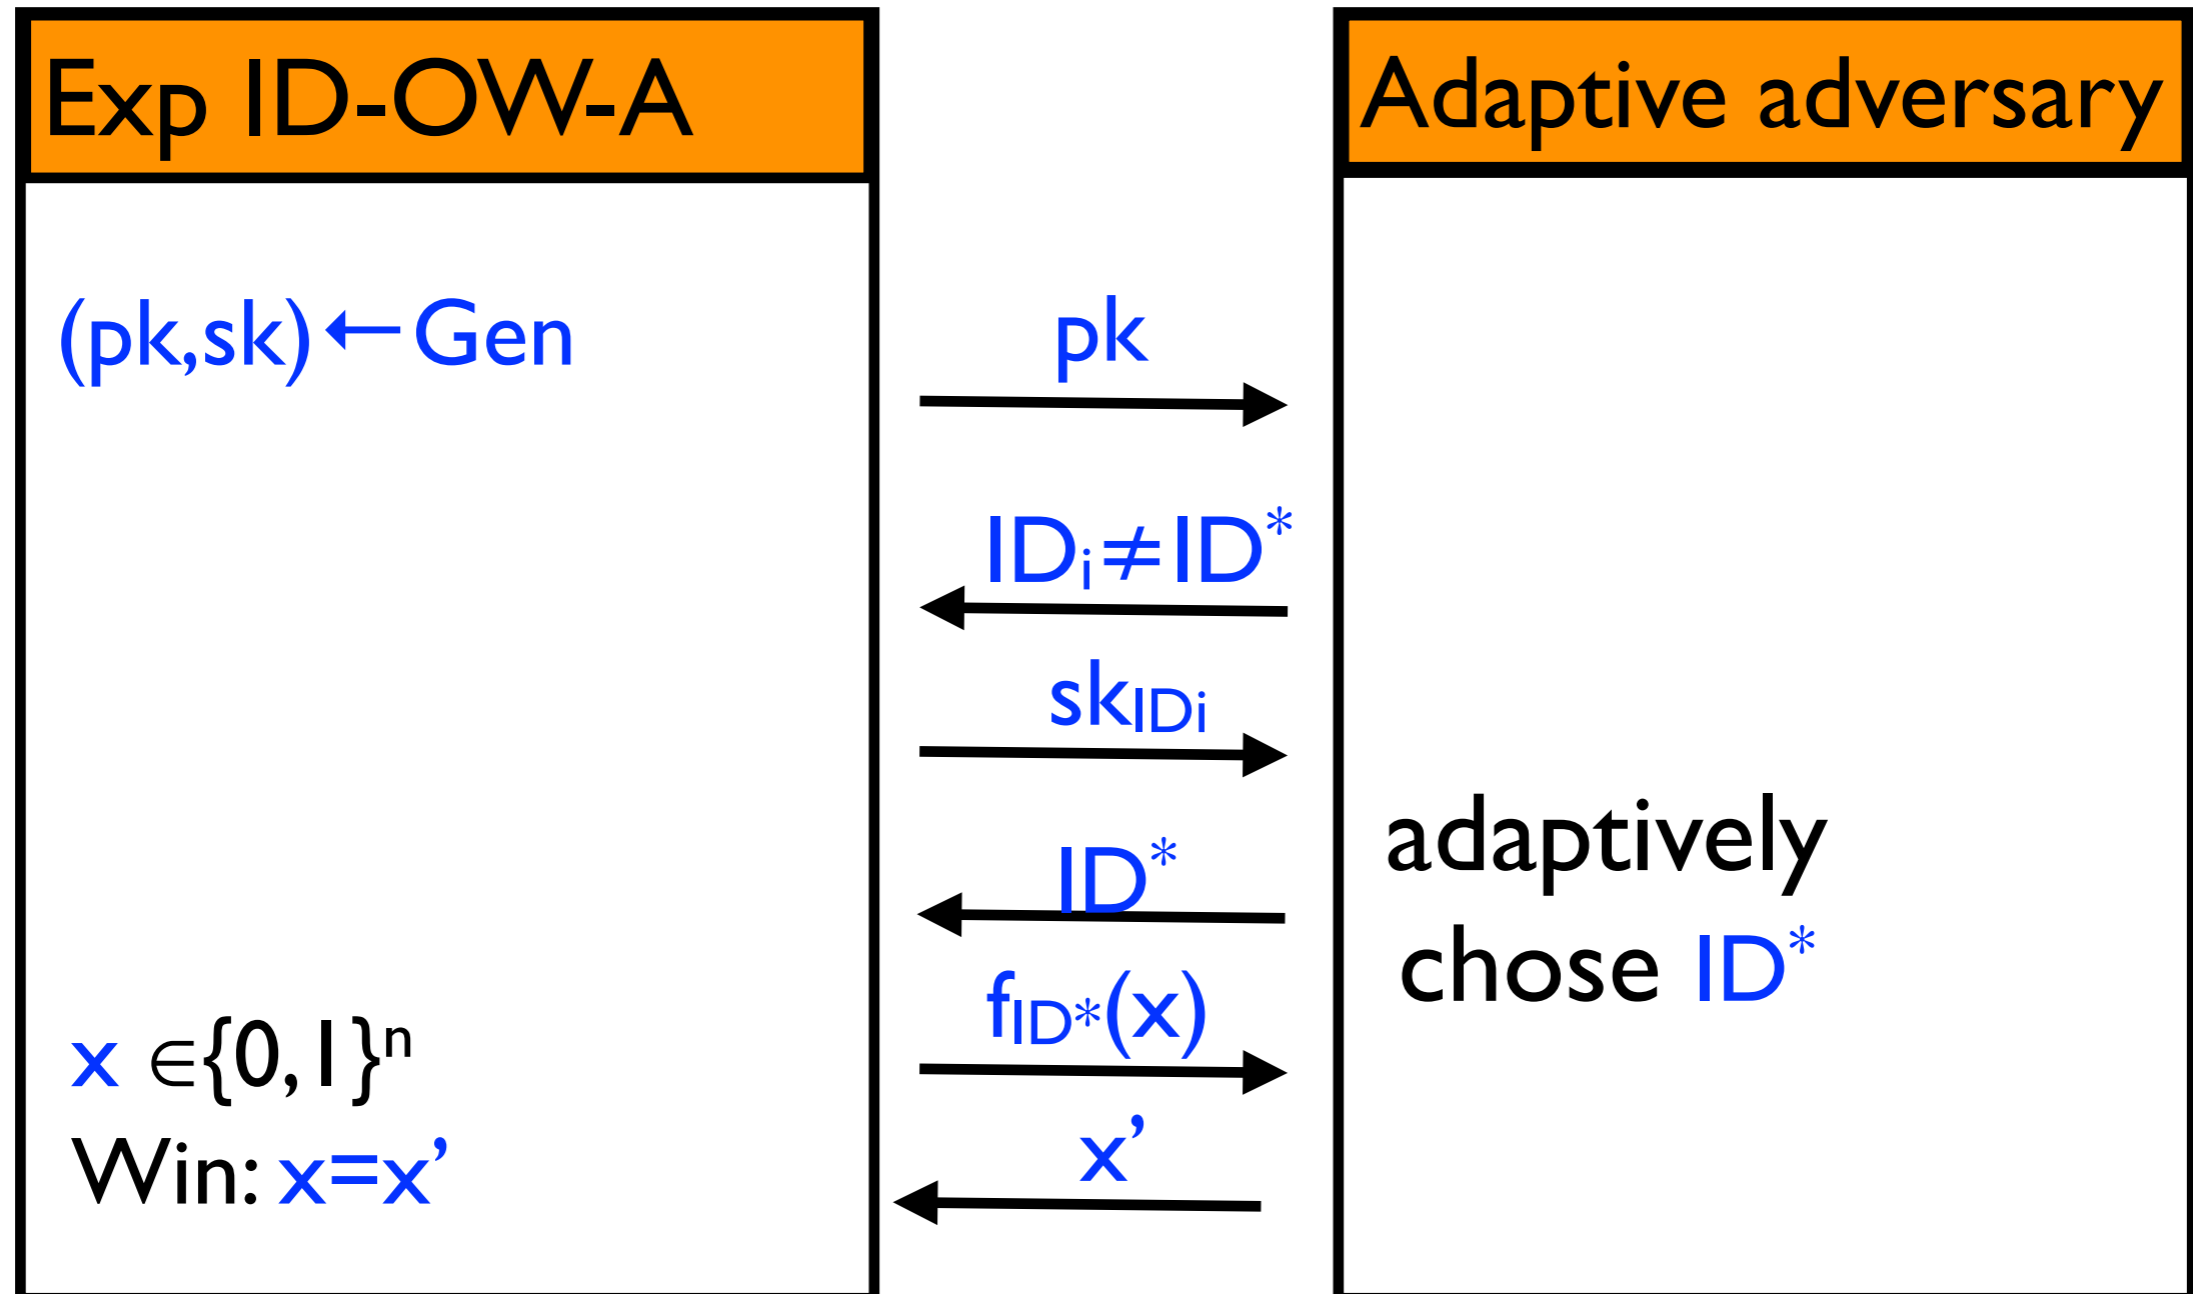 Exp ID-OW-A
Adaptive adversary
(pk,sk)←Gen
pk
IDᵢ≠ID*
skIDi
ID*
adaptively
chose ID*
fID*(x)
x ∈{0,1}ⁿ
x’
Win: x=x’